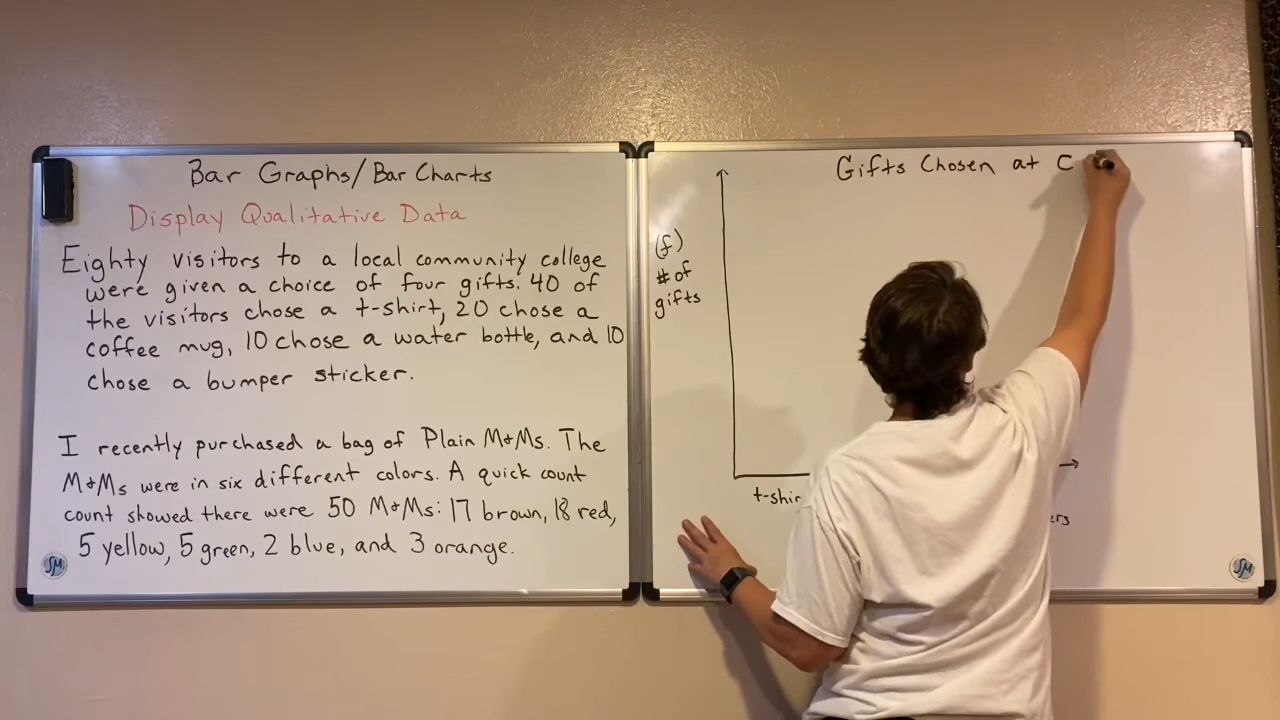 Bar Graphs/Bar Charts
Display Qualitative Data
Eighty visitors to a local community college
were given a choice of four gifts. 40 of
the visitors chose a t-shirt, 20 chose a
coffee mug, 10 chose a water bottle, and 10
chose a bumper sticker.
I recently purchased a bag of Plain M&Ms. The
M&Ms were in six different colors. A quick count
count showed there were 50 M&Ms: 17 brown, 18 red,
5 yellow, 5 green, 2 blue, and 3 orange.
SM
Gifts Chosen at C
(f)
# of
gifts
t-shir
ers
SM